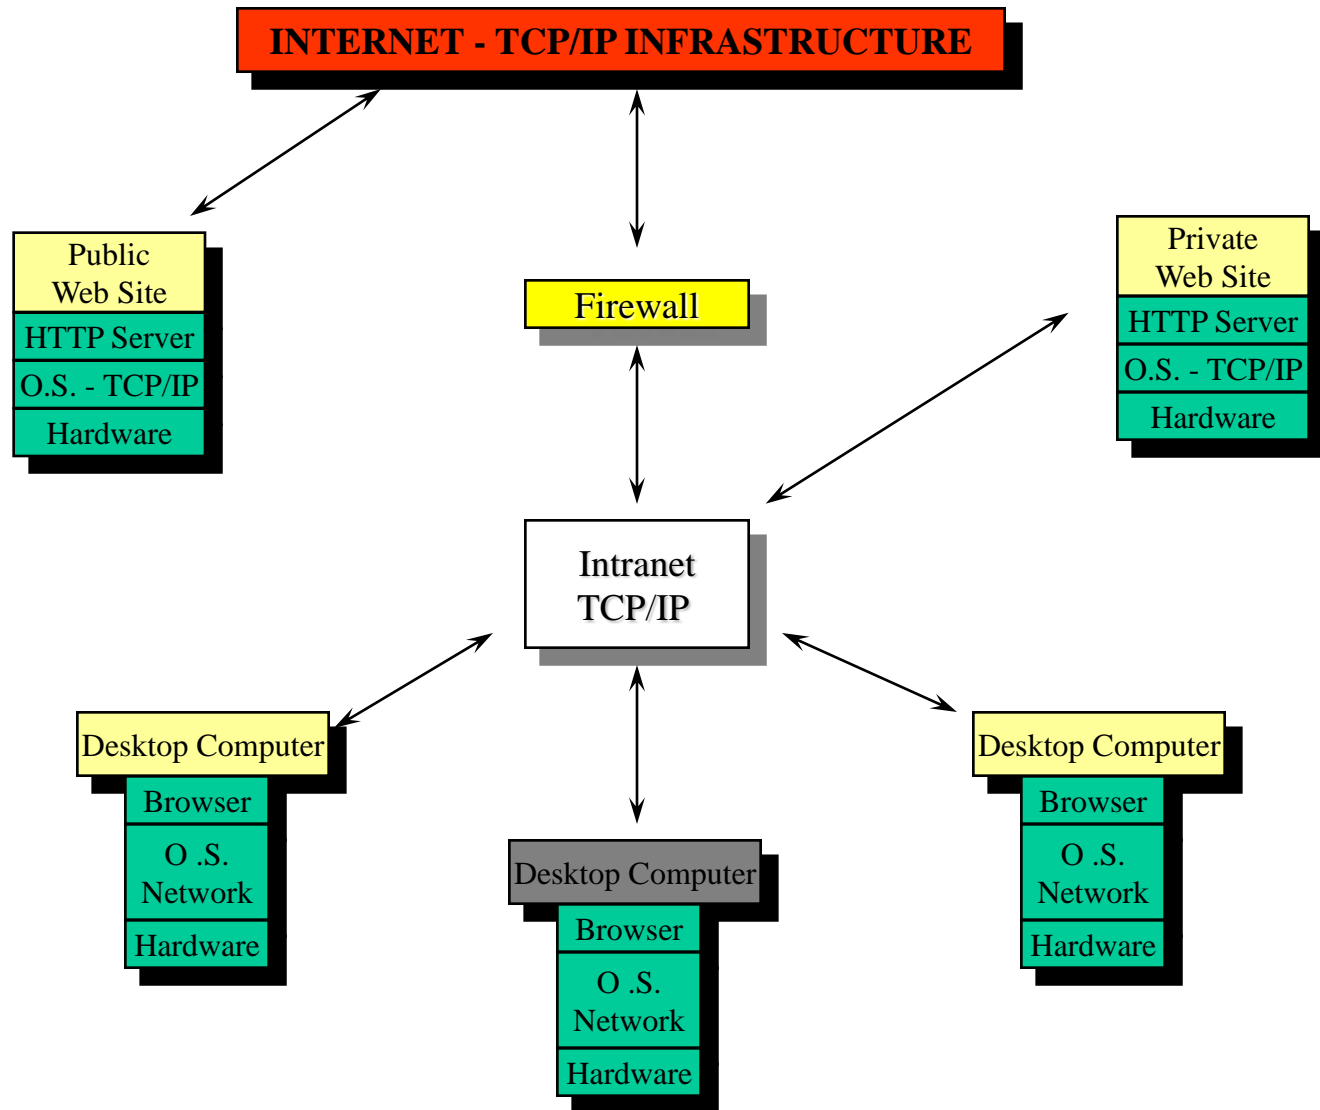 INTERNET - TCP/IP INFRASTRUCTURE
Public
Web Site
HTTP Server
O.S. - TCP/IP
Hardware
Firewall
Private
Web Site
HTTP Server
O.S. - TCP/IP
Hardware
Intranet
TCP/IP
Desktop Computer
Browser
O .S.
Network
Hardware
Desktop Computer
Browser
O .S.
Network
Hardware
Desktop Computer
Browser
O .S.
Network
Hardware